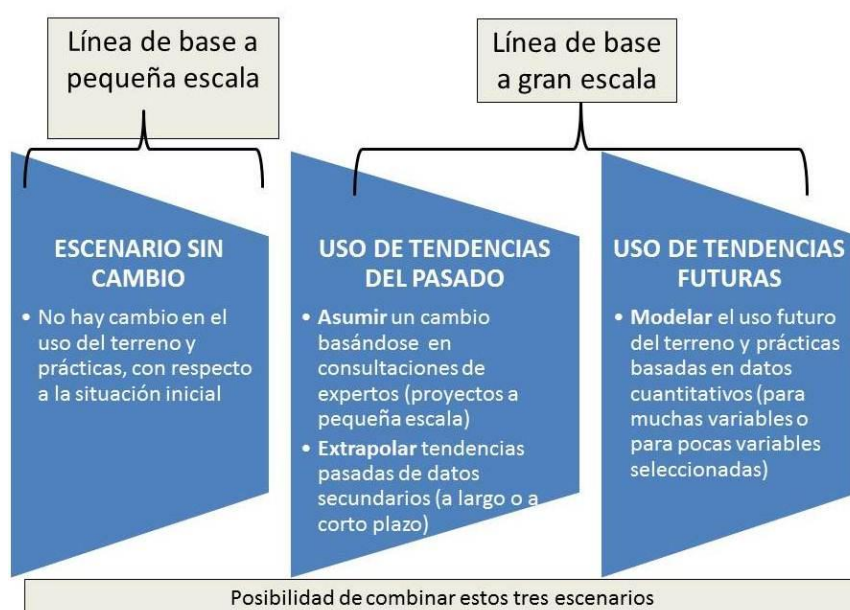 Línea de base a
pequeña escala
Línea de base
a gran escala
ESCENARIO SIN
CAMBIO
• No hay cambio en el
uso del terreno y
prácticas, con respecto
a la situación inicial
USO DE TENDENCIAS
DEL PASADO
• Asumir un cambio
basándose en
consultaciones de
expertos (proyectos a
pequeña escala)
• Extrapolar tendencias
pasadas de datos
secundarios (a largo o a
corto plazo)
USO DE TENDENCIAS
FUTURAS
• Modelar el uso futuro
del terreno y prácticas
basadas en datos
cuantitativos (para
muchas variables o
para pocas variables
seleccionadas)
Posibilidad de combinar estos tres escenarios